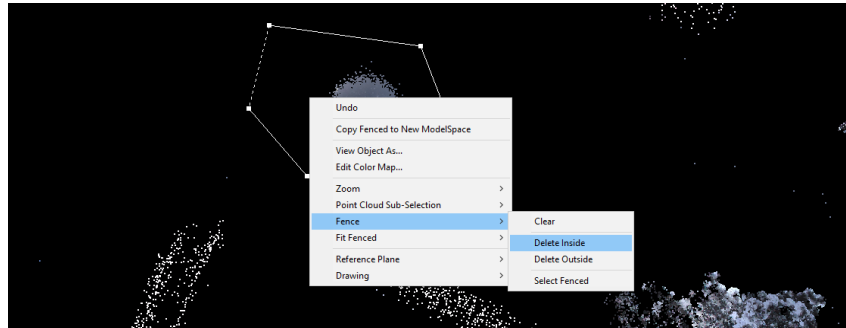 Undo
Copy Fenced to New ModelSpace
View Object As...
Edit Color Map...
Zoom >
Point Cloud Sub-Selection >
Fence >
Fit Fenced >
Reference Plane >
Drawing >
Clear
Delete Inside
Delete Outside
Select Fenced